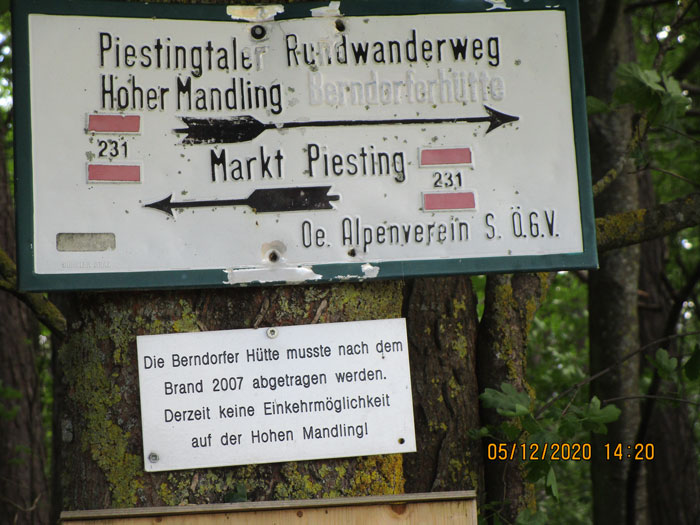 Piestingtaler Rundwanderweg
Hoher Mandling - Berndorferhütte
231
Markt Piesting
231
Oe. Alpenverein S. Ö.G.V.
Die Berndorfer Hütte musste nach dem
Brand 2007 abgetragen werden.
Derzeit keine Einkehrmöglichkeit
auf der Hohen Mandling!
05/12/2020 14:20